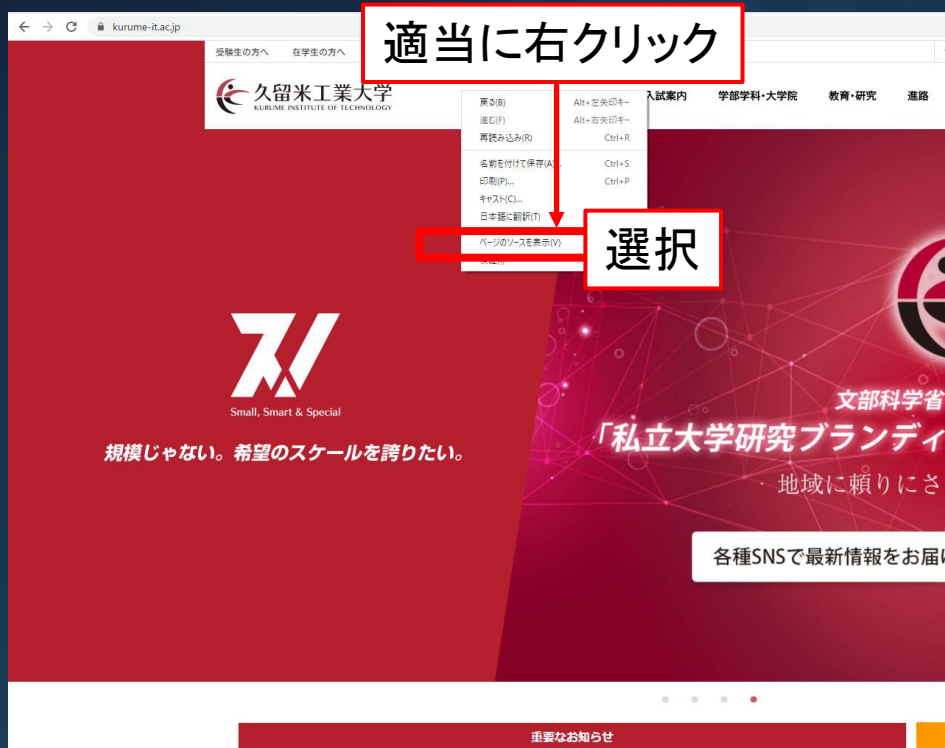 kurume-it.ac.jp
適当に右クリック
受験生の方へ 在学生の方へ
久留米工業大学
KURUME INSTITUTE OF TECHNOLOGY
入試案内 学部学科・大学院 教育・研究 進路
戻る(B) Alt+左矢印キー
進む(F) Alt+右矢印キー
再読み込み(R) Ctrl+R
名前を付けて保存(A)... Ctrl+S
印刷(P)... Ctrl+P
キャスト(C)...
日本語に翻訳(T)
ページのソースを表示(V)
選択
Small, Smart & Special
規模じゃない。希望のスケールを誇りたい。
文部科学省
「私立大学研究ブランディ
地域に頼りにさ
各種SNSで最新情報をお届け
重要なお知らせ